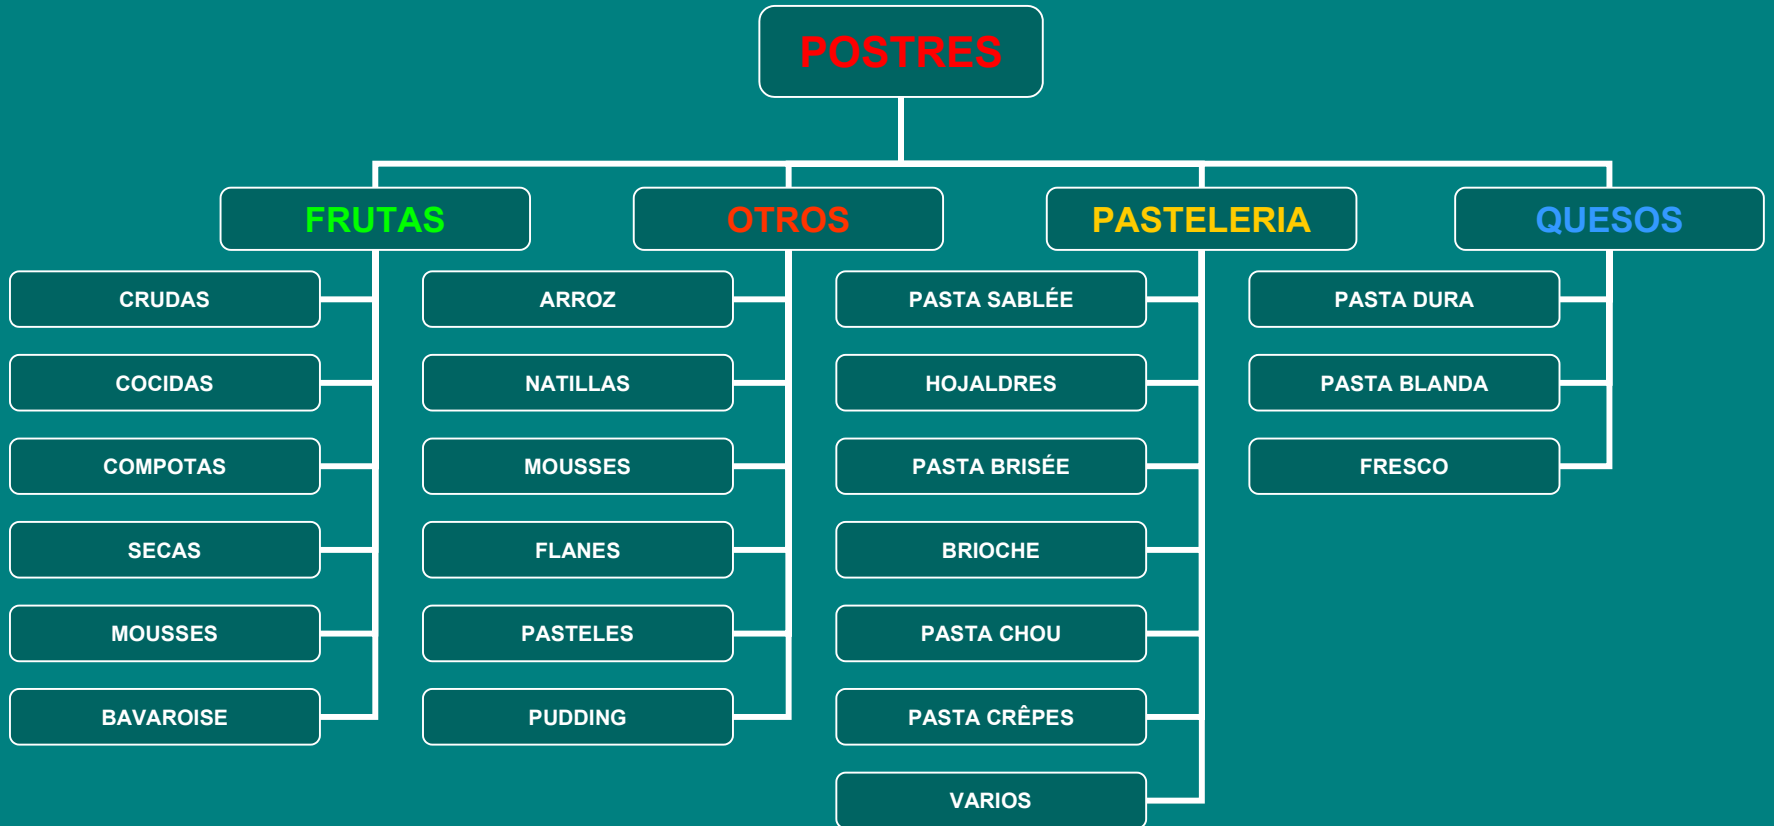 POSTRES
FRUTAS
OTROS
PASTELERIA
QUESOS
CRUDAS
ARROZ
PASTA SABLÉE
PASTA DURA
COCIDAS
NATILLAS
HOJALDRES
PASTA BLANDA
COMPOTAS
MOUSSES
PASTA BRISÉE
FRESCO
SECAS
FLANES
BRIOCHE
MOUSSES
PASTELES
PASTA CHOU
BAVAROISE
PUDDING
PASTA CRÊPES
VARIOS